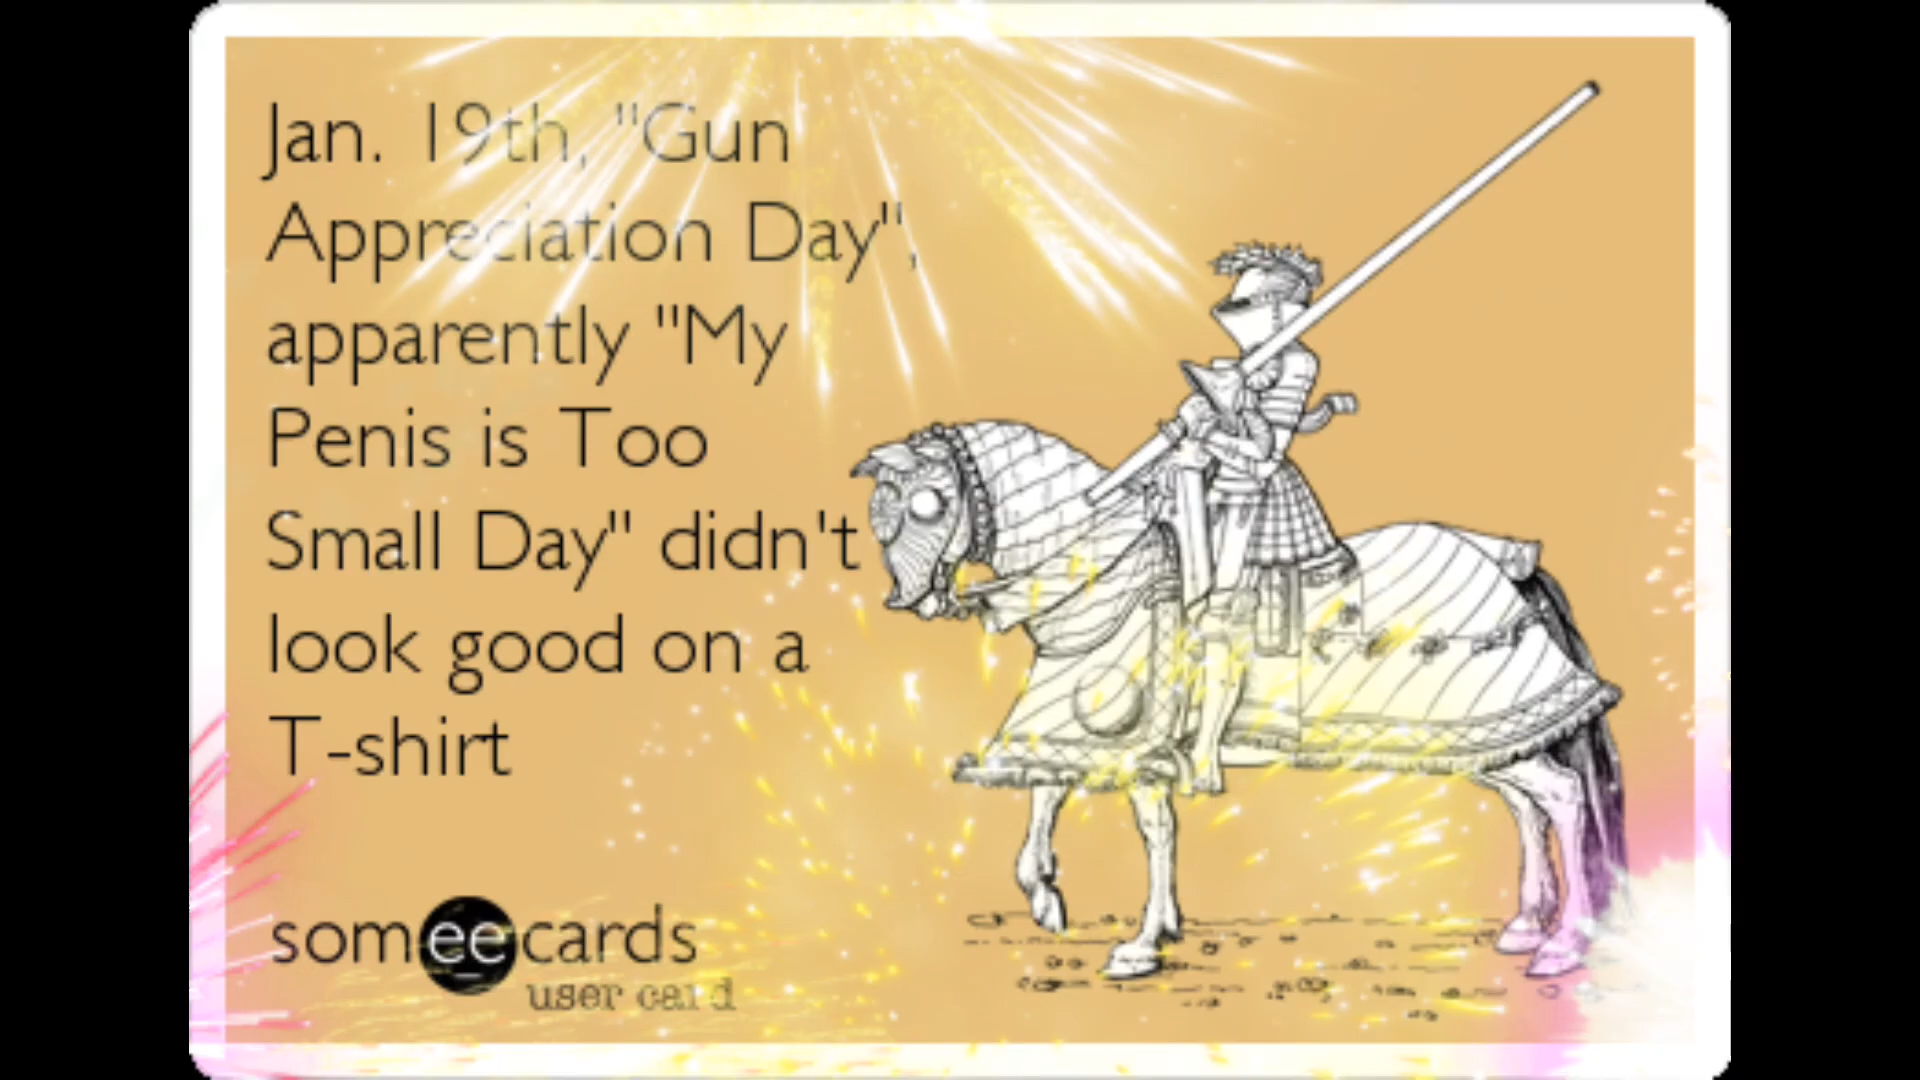 Jan. 19th, "Gun
Appreciation Day",
apparently "My
Penis is Too
Small Day" didn't
look good on a
T-shirt
someecards
user card